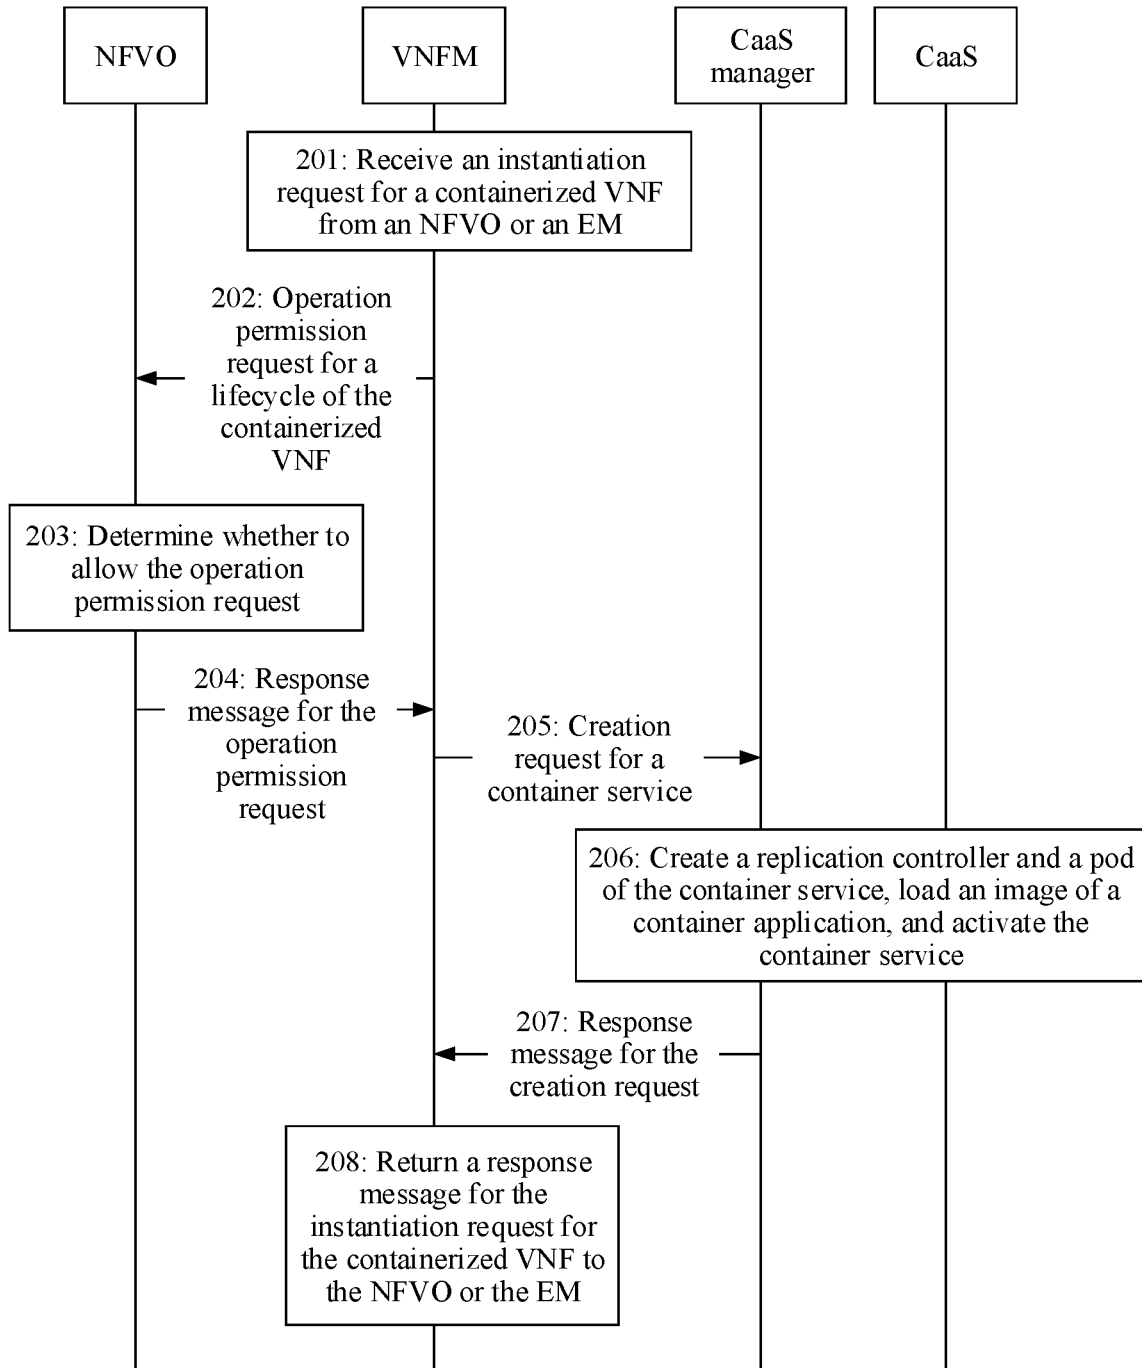 NFVO
VNFM
CaaS
manager
CaaS
201: Receive an instantiation
request for a containerized VNF
from an NFVO or an EM
202: Operation
permission
request for a
lifecycle of the
containerized
VNF
203: Determine whether to
allow the operation
permission request
204: Response
message for the
operation
permission
request
205: Creation
request for a
container service
206: Create a replication controller and a pod
of the container service, load an image of a
container application, and activate the
container service
207: Response
message for the
creation request
208: Return a response
message for the
instantiation request for
the containerized VNF to
the NFVO or the EM